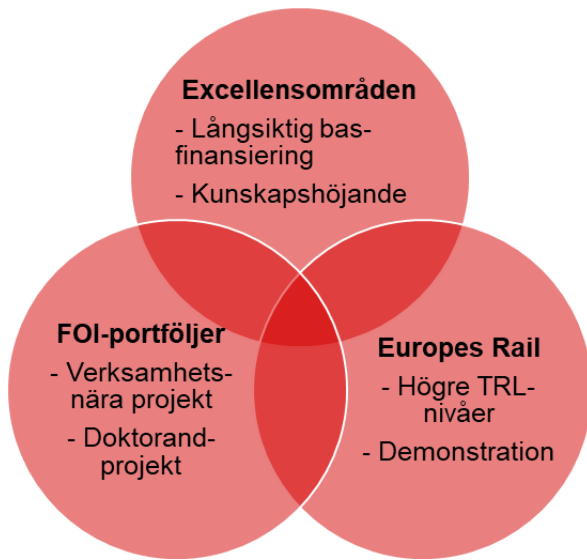 Excellensområden
- Långsiktig bas-
finansiering
- Kunskapshöjande
FOI-portföljer
- Verksamhets-
nära projekt
- Doktorand-
projekt
Europes Rail
- Högre TRL-
nivåer
- Demonstration